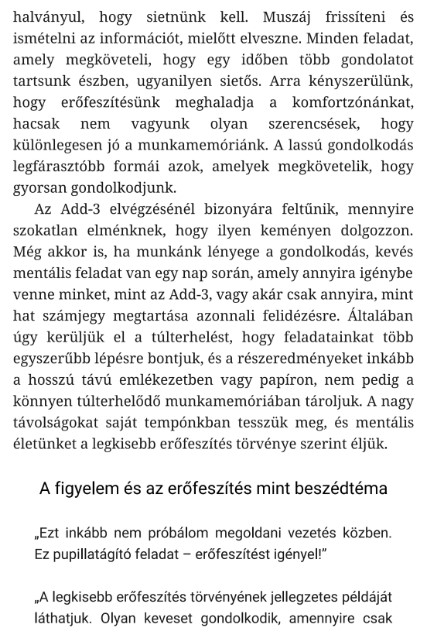 halványul, hogy sietnünk kell. Muszáj frissíteni és
ismételni az információt, mielőtt elveszne. Minden feladat,
amely megköveteli, hogy egy időben több gondolatot
tartsunk észben, ugyanilyen sietős. Arra kényszerülünk,
hogy erőfeszítésünk meghaladja a komfortzónánkat,
hacsak nem vagyunk olyan szerencsések, hogy
különlegesen jó a munkamemóriánk. A lassú gondolkodás
legfárasztóbb formái azok, amelyek megkövetelik, hogy
gyorsan gondolkodjunk.
Az Add-3 elvégzésénél bizonyára feltűnik, mennyire
szokatlan elménknek, hogy ilyen keményen dolgozzon.
Még akkor is, ha munkánk lényege a gondolkodás, kevés
mentális feladat van egy nap során, amely annyira igénybe
venne minket, mint az Add-3, vagy akár csak annyira, mint
hat számjegy megtartása azonnali felidézésre. Általában
úgy kerüljük el a túlterhelést, hogy feladatainkat több
egyszerűbb lépésre bontjuk, és a részeredményeket inkább
a hosszú távú emlékezetben vagy papíron, nem pedig a
könnyen túlterhelődő munkamemóriában tároljuk. A nagy
távolságokat saját tempónkban tesszük meg, és mentális
életünket a legkisebb erőfeszítés törvénye szerint éljük.
A figyelem és az erőfeszítés mint beszédtéma
„Ezt inkább nem próbálom megoldani vezetés közben.
Ez pupillatágító feladat – erőfeszítést igényel!”
„A legkisebb erőfeszítés törvényének jellegzetes példáját
láthatjuk. Olyan keveset gondolkodik, amennyire csak